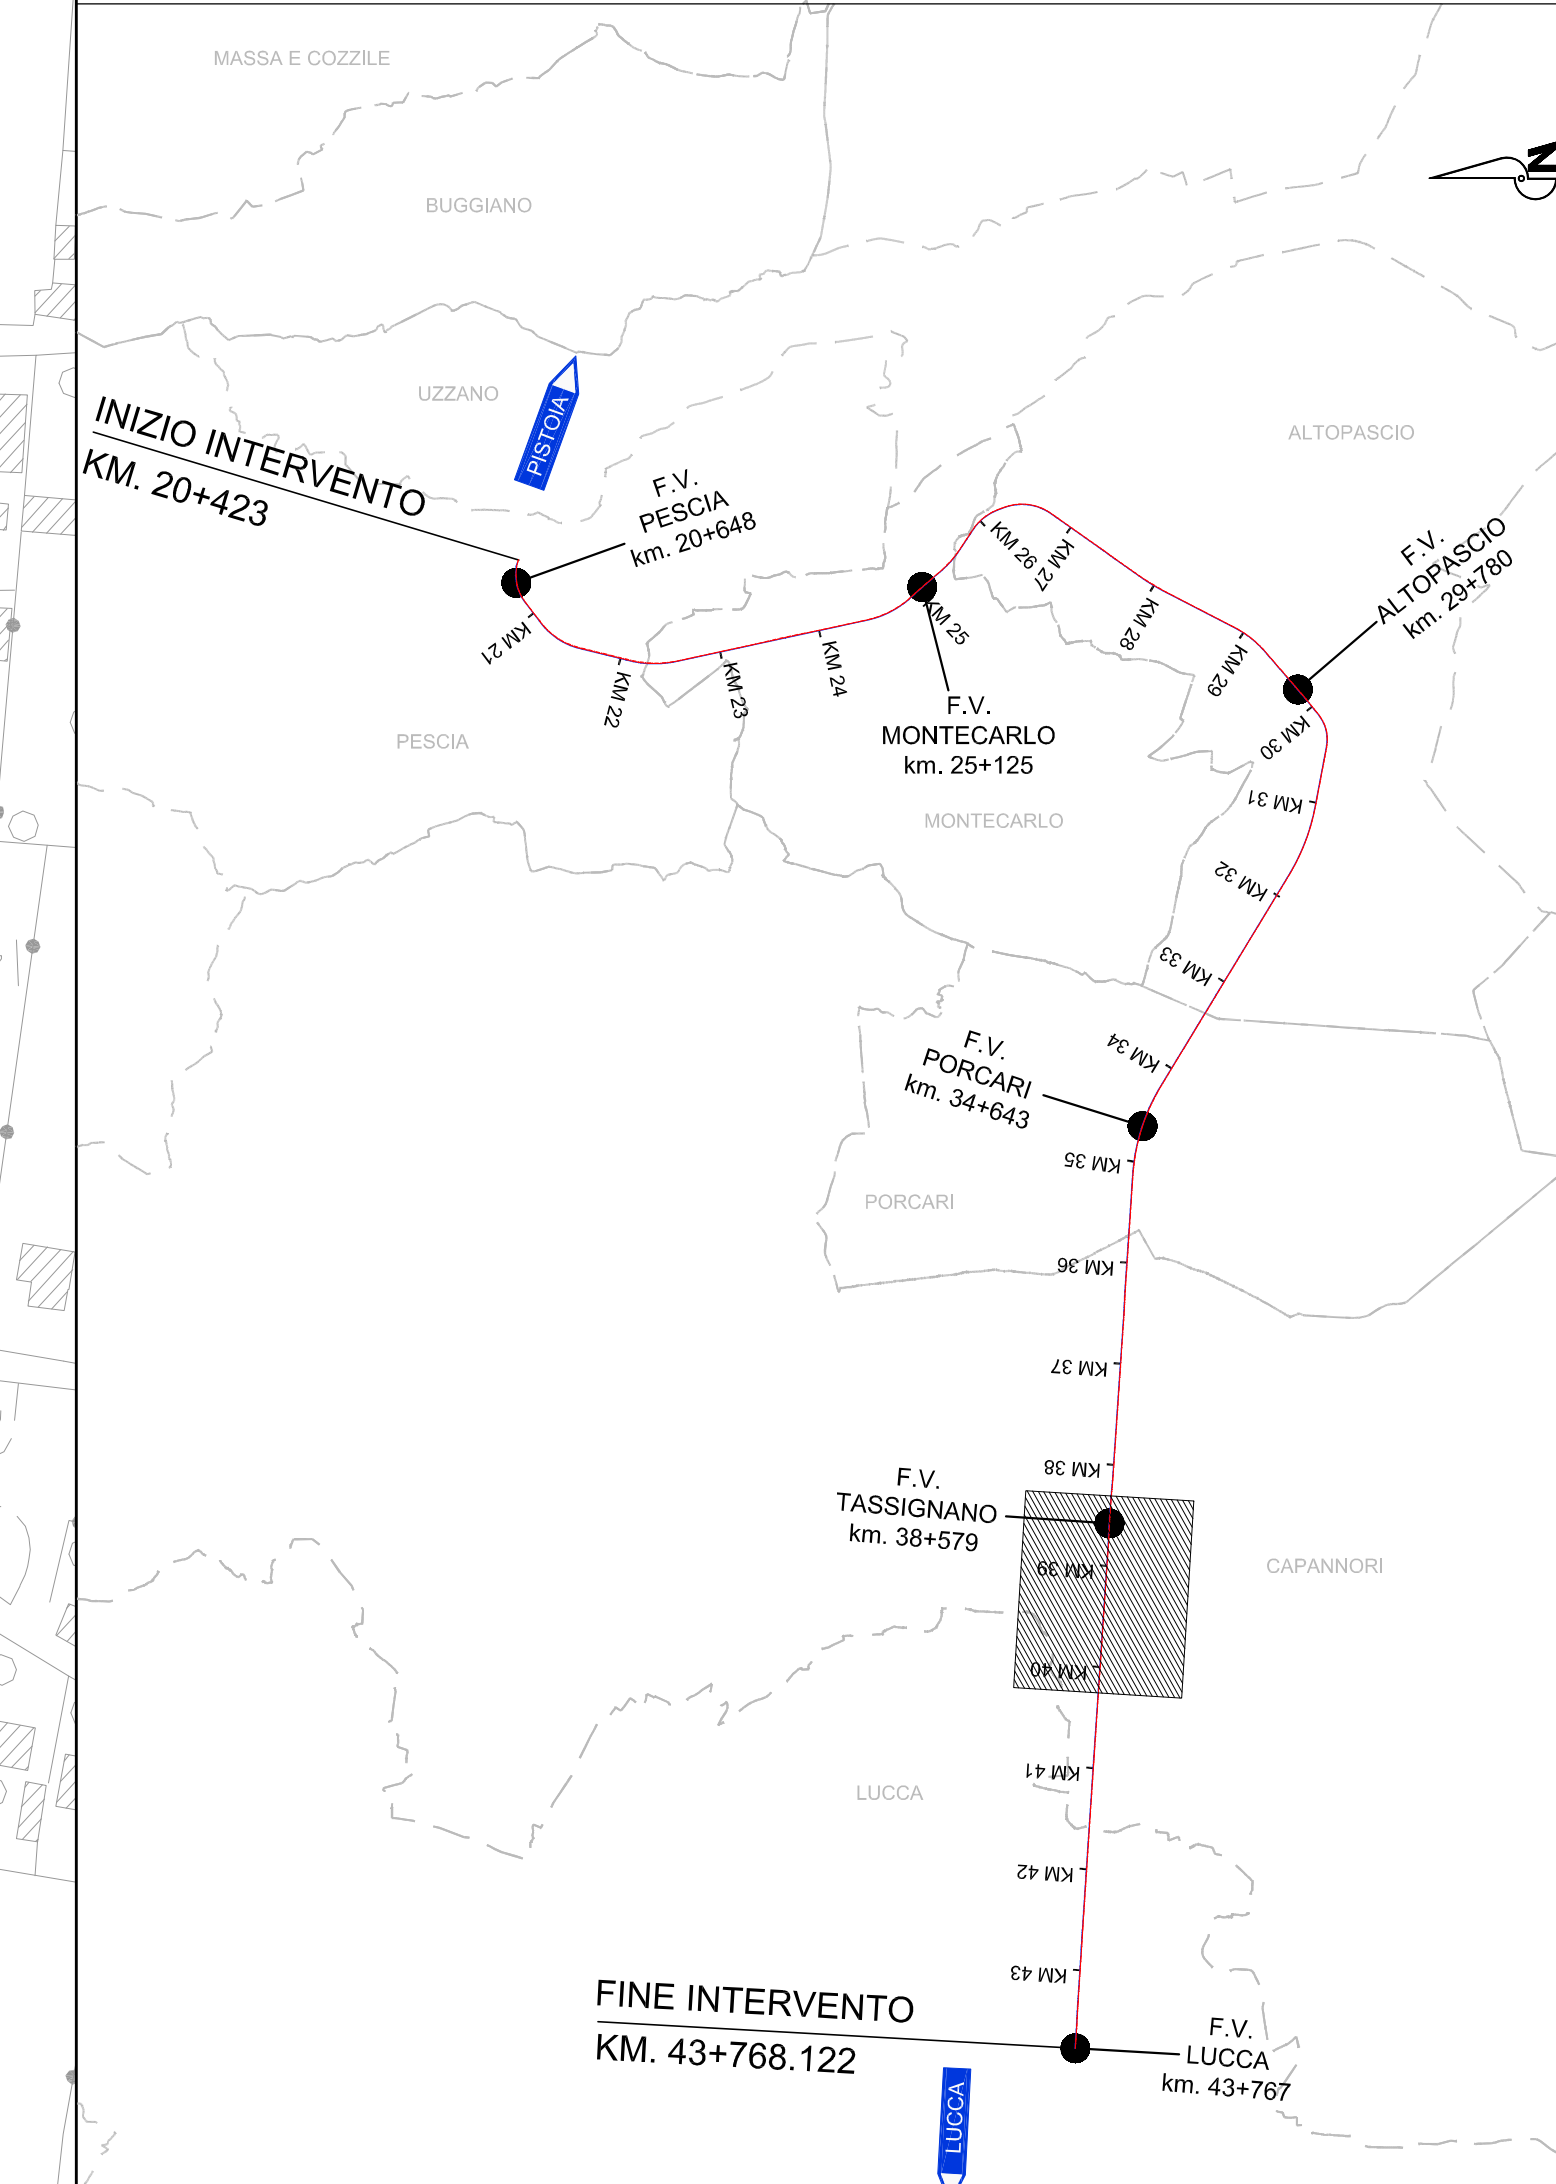 MASSA E COZZILE
BUGGIANO
UZZANO
PISTOIA
ALTOPASCIO
INIZIO INTERVENTO
KM. 20+423
F.V.
PESCIA
km. 20+648
F.V.
ALTOPASCIO
km. 29+780
N
KM 21
KM 22
KM 23
KM 24
KM 25
KM 26
KM 27
KM 28
KM 29
KM 30
F.V.
MONTECARLO
km. 25+125
PESCIA
MONTECARLO
KM 31
KM 32
KM 33
KM 34
F.V.
PORCARI
km. 34+643
KM 35
PORCARI
KM 36
KM 37
KM 38
F.V.
TASSIGNANO
km. 38+579
KM 39
CAPANNORI
KM 40
KM 41
LUCCA
KM 42
KM 43
FINE INTERVENTO
KM. 43+768.122
F.V.
LUCCA
km. 43+767
LUCCA